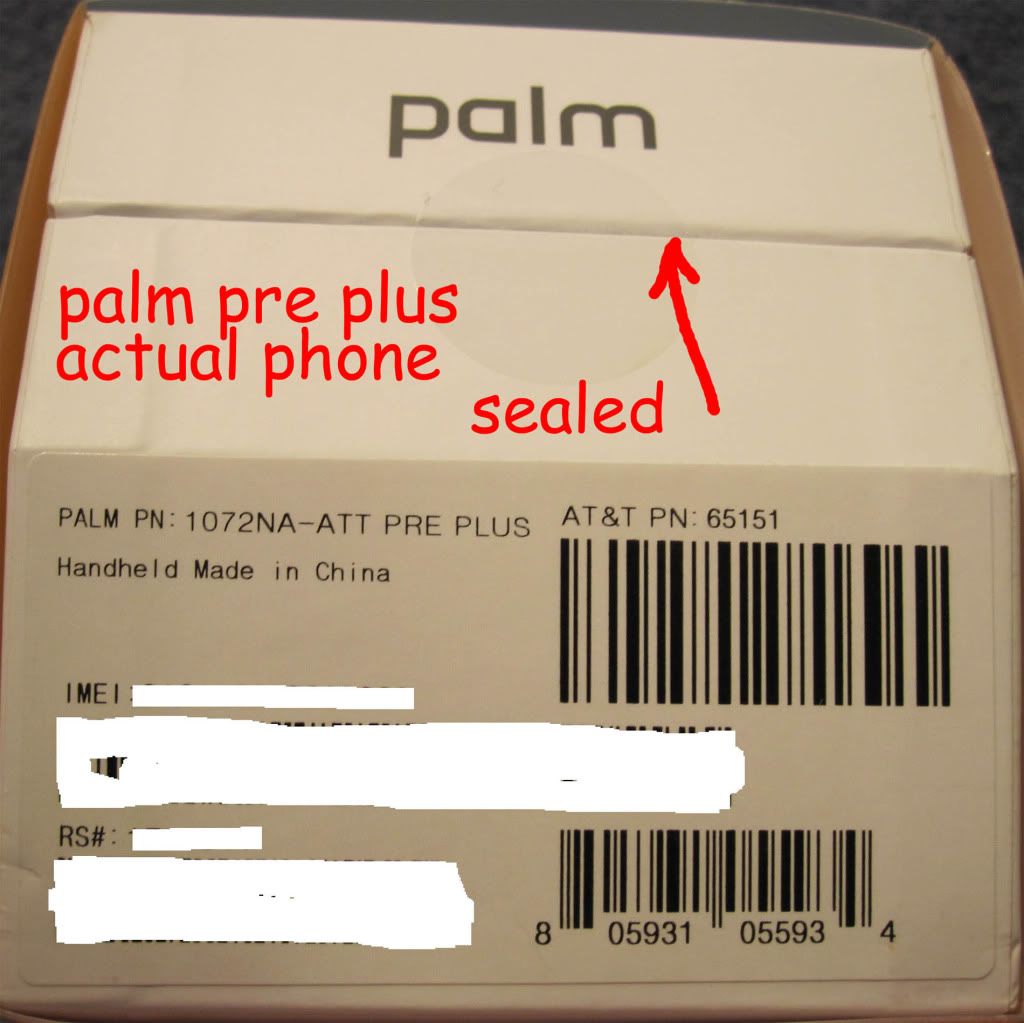 palm
palm pre plus
actual phone
sealed
PALM PN: 1072NA-ATT PRE PLUS
AT&T PN: 65151
Handheld Made in China
IMEI:
RS#:
8 05931 05593 4